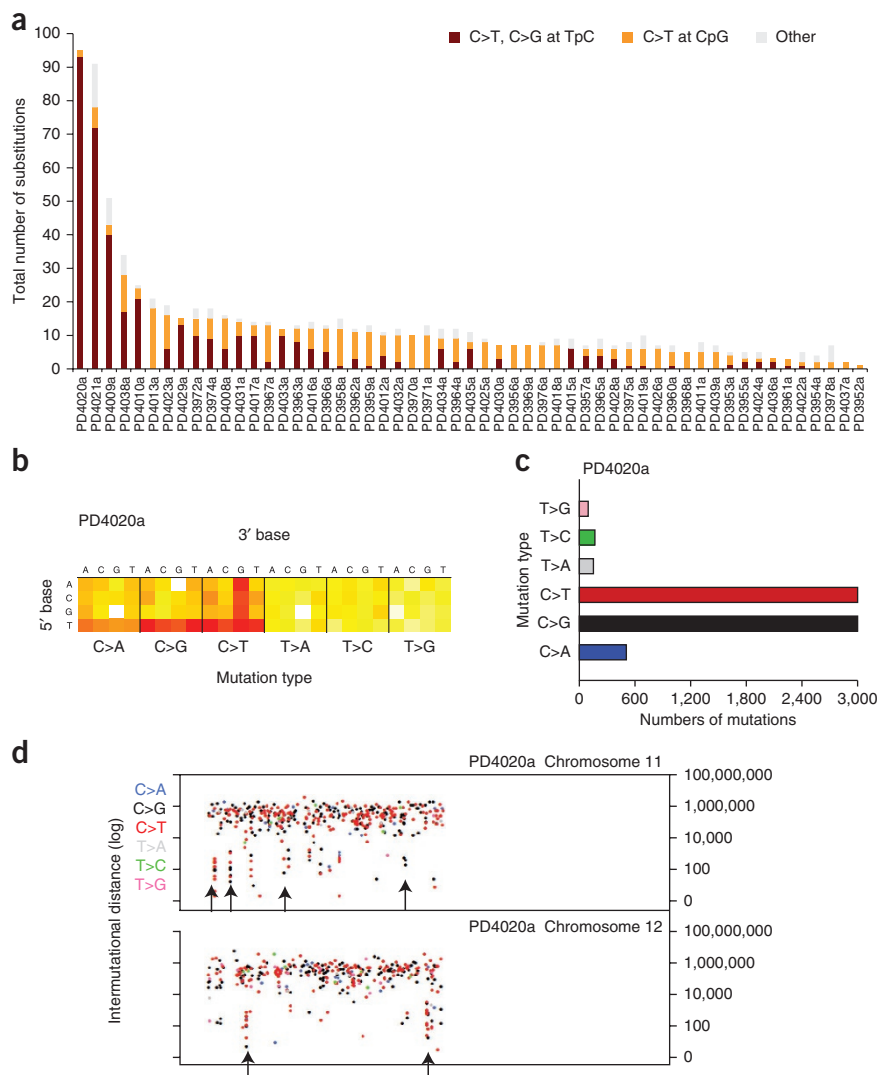 a
C>T, C>G at TpC
C>T at CpG
Other
Total number of substitutions
100
90
80
70
60
50
40
30
20
10
0
PD4020a
PD4021a
PD4009a
PD4038a
PD4010a
PD4013a
PD4023a
PD4029a
PD3972a
PD3974a
PD4008a
PD4031a
PD4017a
PD3967a
PD4033a
PD3963a
PD4016a
PD3966a
PD3958a
PD3962a
PD3959a
PD4012a
PD4032a
PD3970a
PD3971a
PD4034a
PD3964a
PD4035a
PD4025a
PD4030a
PD3956a
PD3969a
PD3976a
PD4018a
PD4015a
PD3957a
PD3965a
PD4028a
PD3975a
PD4019a
PD4026a
PD3960a
PD3968a
PD4011a
PD4039a
PD3953a
PD3955a
PD4024a
PD4036a
PD3961a
PD4022a
PD3954a
PD3978a
PD4037a
PD3952a
b
PD4020a
3′ base
A C G T A C G T A C G T A C G T A C G T A C G T
5′ base
A
C
G
T
C>A C>G C>T T>A T>C T>G
Mutation type
c
PD4020a
Mutation type
T>G
T>C
T>A
C>T
C>G
C>A
0 600 1,200 1,800 2,400 3,000
Numbers of mutations
d
PD4020a Chromosome 11
C>A
C>G
C>T
T>A
T>C
T>G
Intermutational distance (log)
100,000,000
1,000,000
10,000
100
0
PD4020a Chromosome 12
100,000,000
1,000,000
10,000
100
0